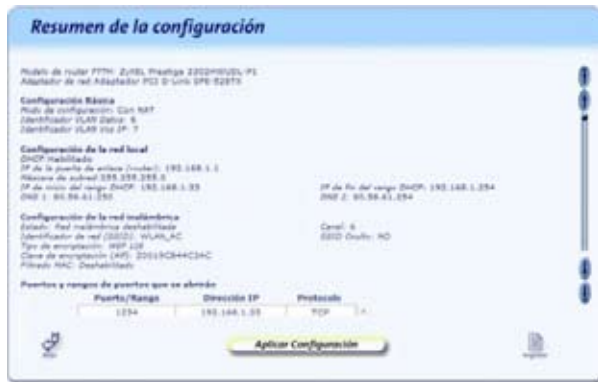 Resumen de la configuración
Modelo de router FTTH: ZyXEL Prestige
Adaptador de red Adaptador PCI D-Link DFE-528TX
Configuración Básica
Modo de configuración: Con NAT
Identificador VLAN Datos: 6
Identificador VLAN Voz IP: 7
Configuración de la red local
DHCP Habilitado
IP de la puerta de enlace (router): 192.168.1.1
Máscara de subred 255.255.255.0
IP de inicio del rango DHCP: 192.168.1.33 IP de fin del rango DHCP: 192.168.1.254
DNS 1: 80.58.61.250 DNS 2: 80.58.61.254
Configuración de la red inalámbrica
Estado: Red inalámbrica deshabilitada Canal: 6
Identificador de red (SSID): WLAN_AC SSID Oculto: NO
Tipo de encriptación: WEP 128
Clave de encriptación
Filtrado MAC: Deshabilitado
Puertos y rangos de puertos que se abrirán
Puerto/Rango Dirección IP Protocolo
1234 192.168.1.35 TCP
Aplicar Configuración